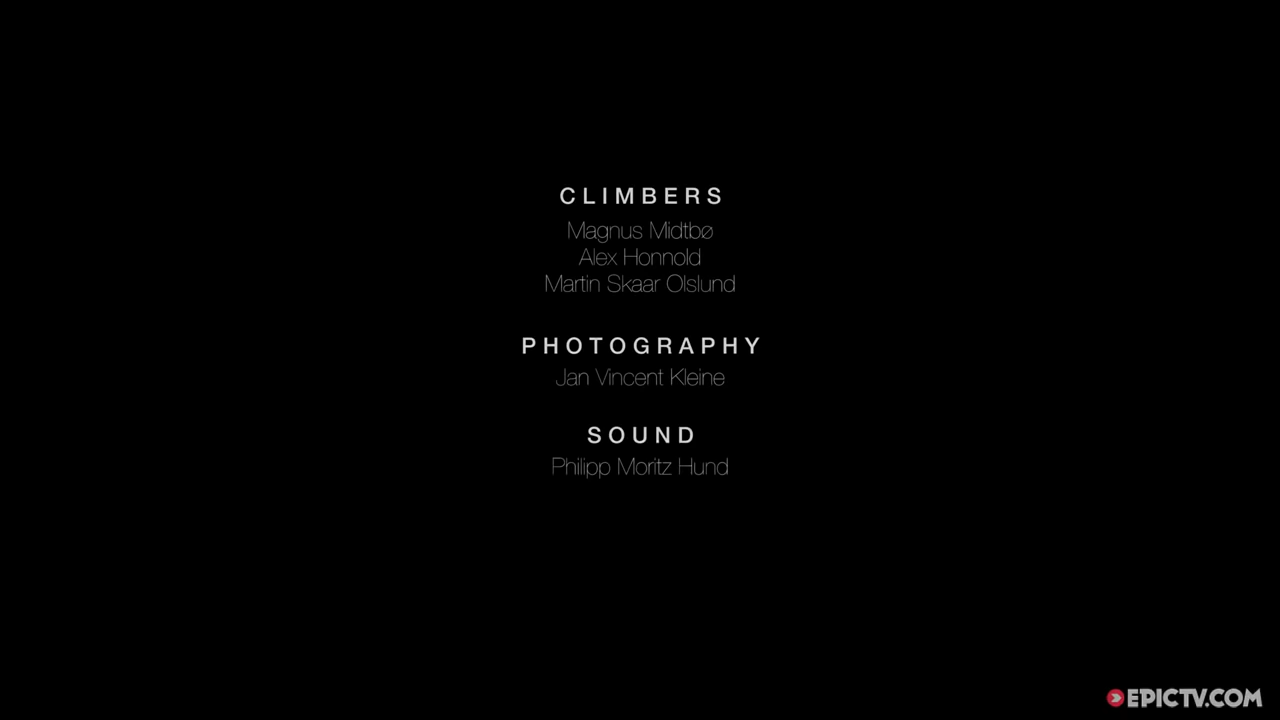 CLIMBERS
Magnus Midtbø
Alex Honnold
Martin Skaar Olslund
PHOTOGRAPHY
Jan Vincent Kleine
SOUND
Philipp Moritz Hund
EPICTV.COM